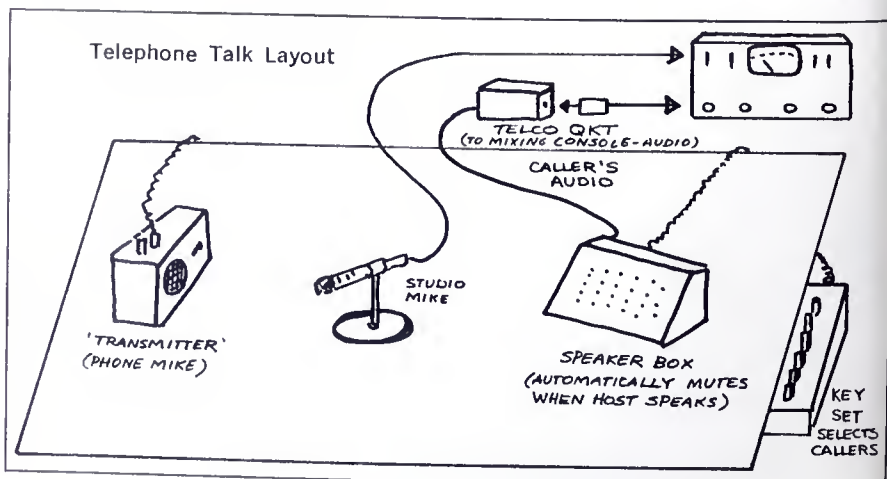 Telephone Talk Layout
TELCO QKT
(TO MIXING CONSOLE-AUDIO)
CALLER'S
AUDIO
STUDIO
MIKE
'TRANSMITTER'
(PHONE MIKE)
SPEAKER BOX
(AUTOMATICALLY MUTES
WHEN HOST SPEAKS)
KEY
SET
SELECTS
CALLERS